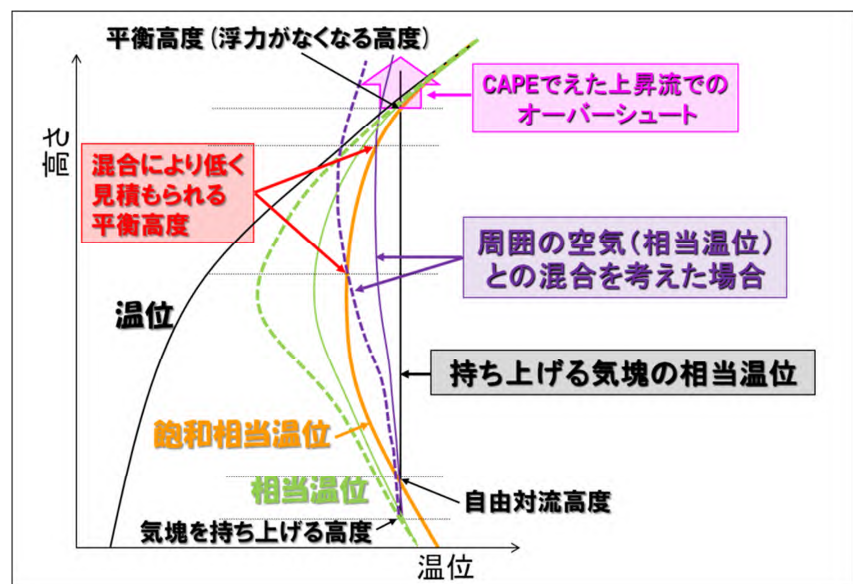 平衡高度(浮力がなくなる高度)
CAPEでえた上昇流での
オーバーシュート
高さ
混合により低く
見積もられる
平衡高度
周囲の空気(相当温位)
との混合を考えた場合
温位
持ち上げる気塊の相当温位
飽和相当温位
相当温位
自由対流高度
気塊を持ち上げる高度
温位